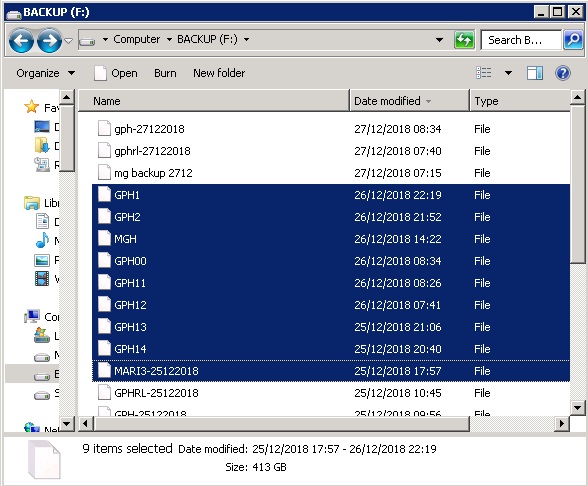 BACKUP (F:)
Computer BACKUP (F:) Search B...
Organize Open Burn New folder
Name Date modified Type
gph-27122018 27/12/2018 08:34 File
gphrl-27122018 27/12/2018 07:40 File
mg backup 2712 27/12/2018 07:15 File
GPH1 26/12/2018 22:19 File
GPH2 26/12/2018 21:52 File
MGH 26/12/2018 14:22 File
GPH00 26/12/2018 08:34 File
GPH11 26/12/2018 08:26 File
GPH12 26/12/2018 07:41 File
GPH13 25/12/2018 21:06 File
GPH14 25/12/2018 20:40 File
MARI3-25122018 25/12/2018 17:57 File
GPHRL-25122018 25/12/2018 10:45 File
GPH-25122018 25/12/2018 09:56 File
Fav
D
D
R
Libr
D
M
P
V
Con
L
M
B
S
Net
9 items selected Date modified: 25/12/2018 17:57 - 26/12/2018 22:19
Size: 413 GB